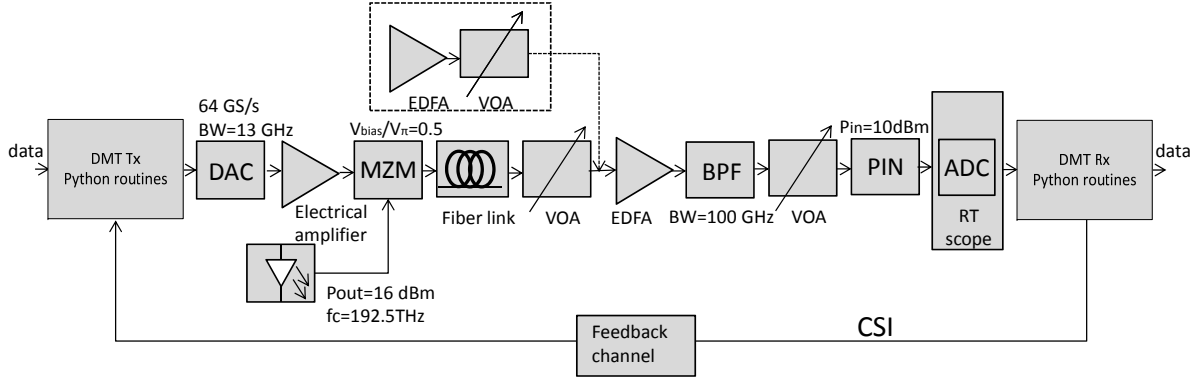 EDFA
VOA
64 GS/s
BW=13 GHz
Vbias/Vπ=0.5
Pin=10dBm
data
DMT Tx
Python routines
DAC
MZM
BPF
PIN
ADC
DMT Rx
Python routines
data
Electrical
amplifier
Fiber link
VOA
EDFA
BW=100 GHz
VOA
RT
scope
Pout=16 dBm
fc=192.5THz
Feedback
channel
CSI